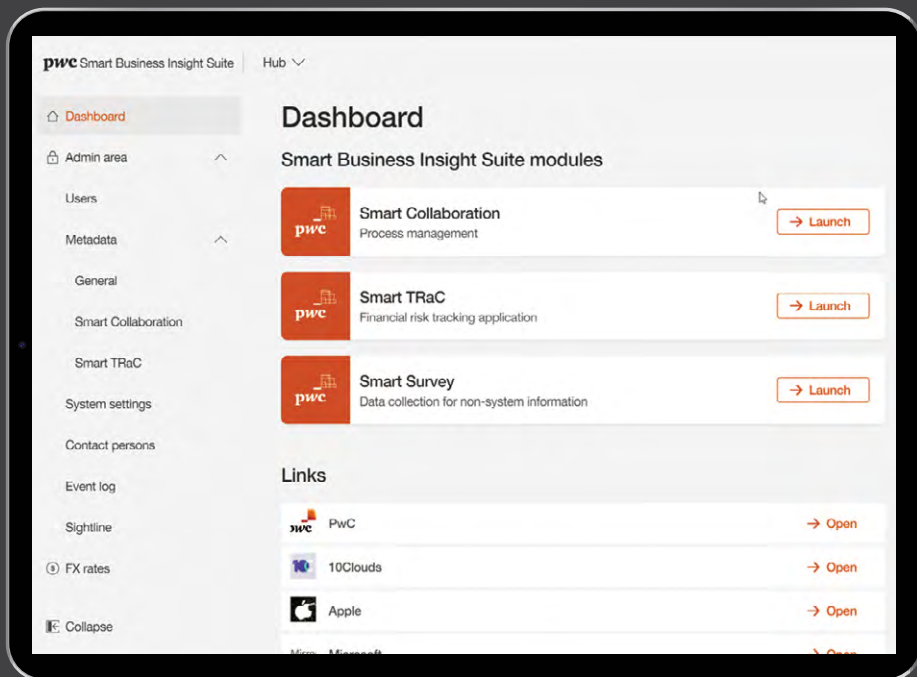 pwc Smart Business Insight Suite
Hub
Dashboard
Admin area
Users
Metadata
General
Smart Collaboration
Smart TRaC
System settings
Contact persons
Event log
Sightline
FX rates
Collapse
Dashboard
Smart Business Insight Suite modules
pwc
Smart Collaboration
Process management
Launch
pwc
Smart TRaC
Financial risk tracking application
Launch
pwc
Smart Survey
Data collection for non-system information
Launch
Links
pwc PwC
Open
10 10Clouds
Open
Apple
Open
Microsoft
Open